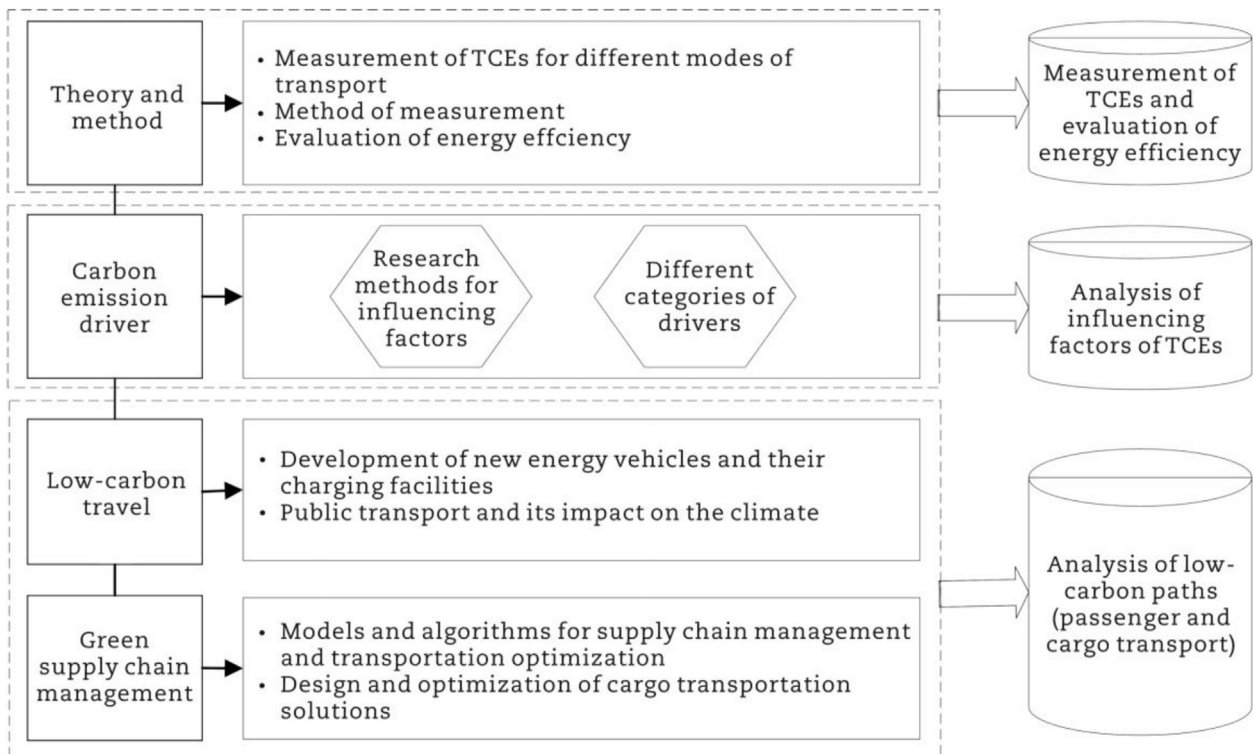 Theory and
method
• Measurement of TCEs for different modes of
transport
• Method of measurement
• Evaluation of energy effciency
Measurement of
TCEs and
evaluation of
energy efficiency
Carbon
emission
driver
Research
methods for
influencing
factors
Different
categories of
drivers
Analysis of
influencing
factors of TCEs
Low-carbon
travel
• Development of new energy vehicles and their
charging facilities
• Public transport and its impact on the climate
Green
supply chain
management
• Models and algorithms for supply chain management
and transportation optimization
• Design and optimization of cargo transportation
solutions
Analysis of low-
carbon paths
(passenger and
cargo transport)